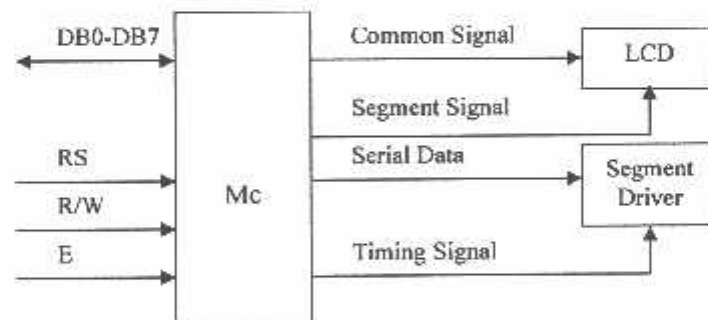 DB0-DB7
Common Signal
LCD
Segment Signal
RS
Serial Data
Segment
Driver
Mc
R/W
E
Timing Signal